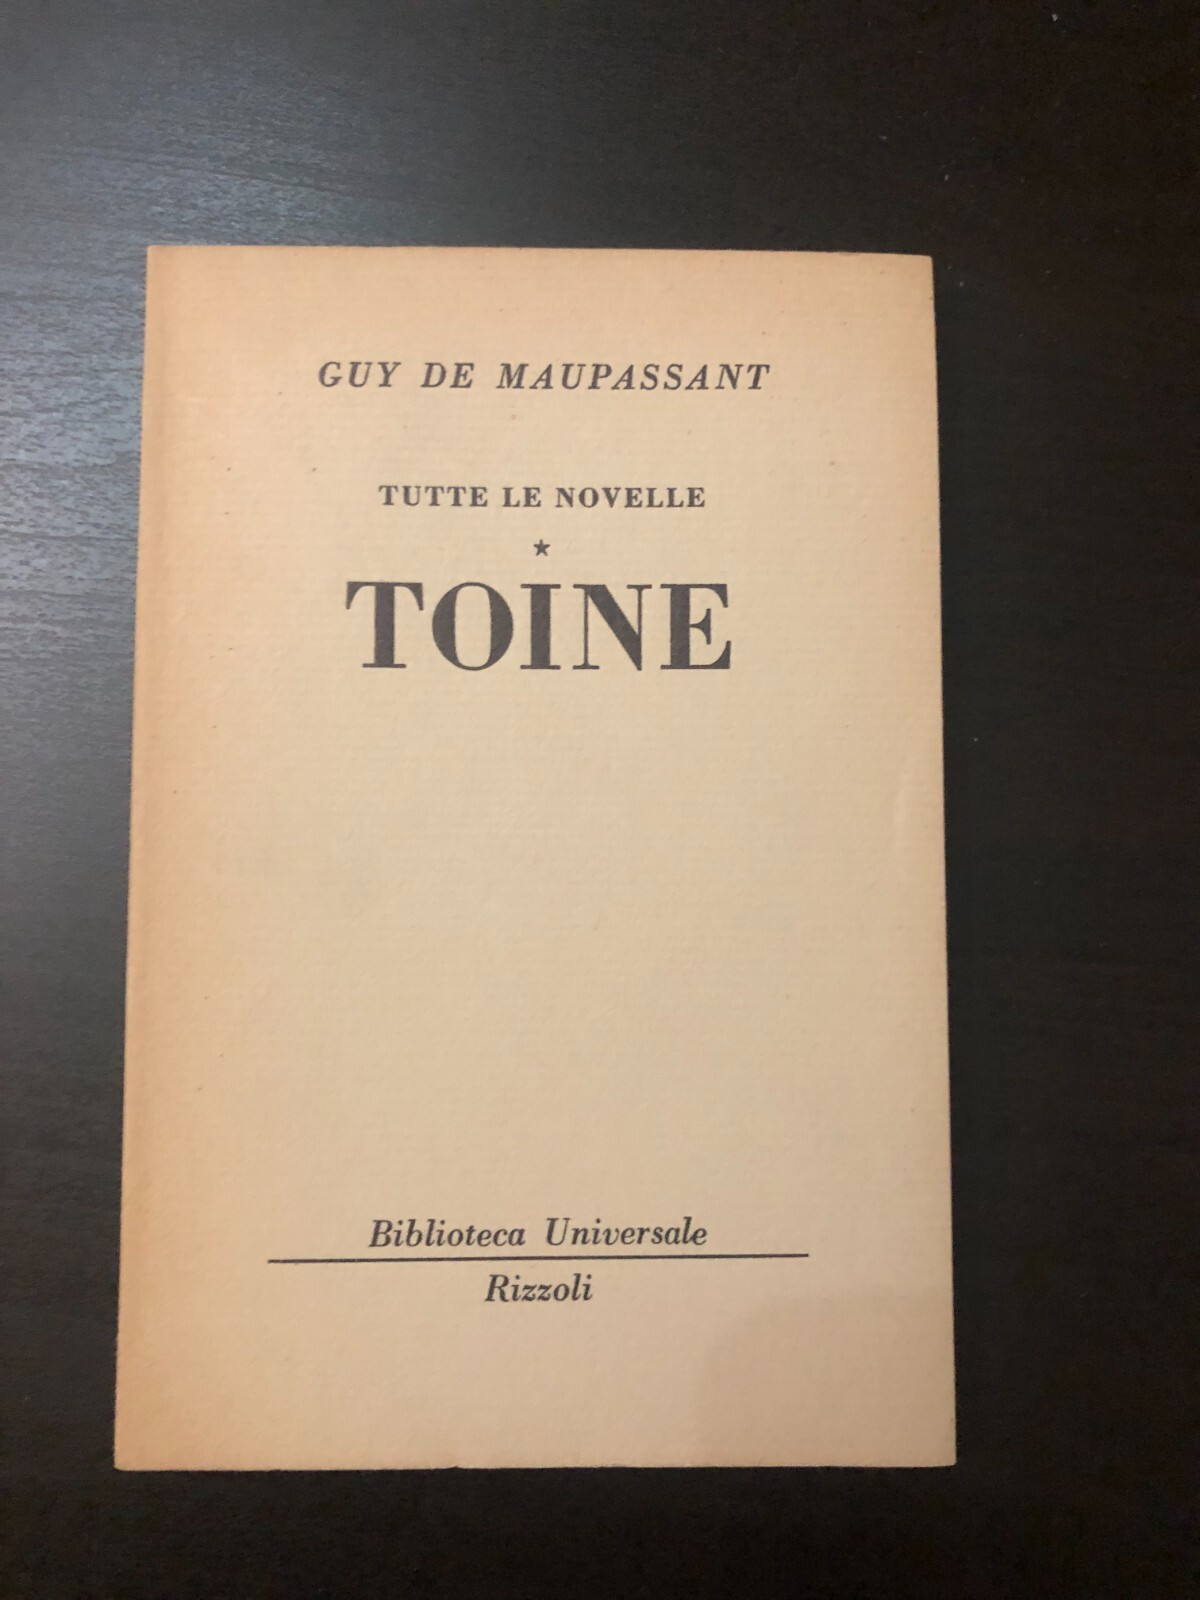 GUY DE MAUPASSANT
TUTTE LE NOVELLE
★
TOINE
Biblioteca Universale
Rizzoli